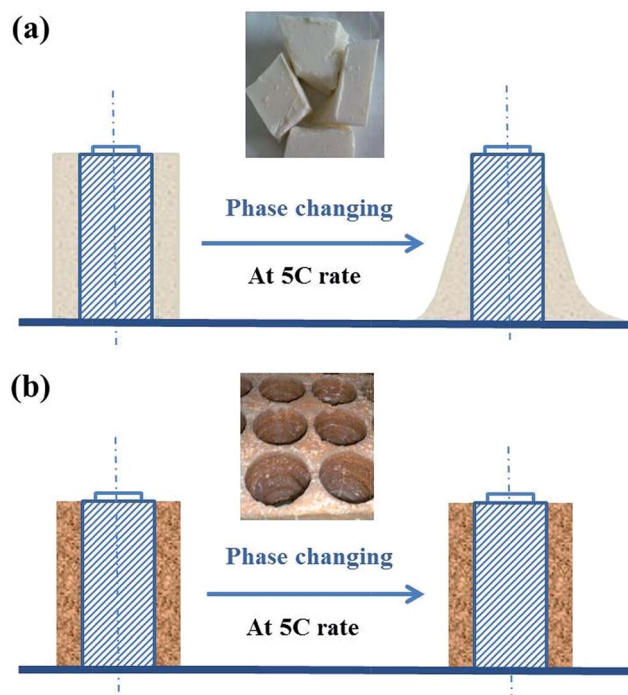 (a)
Phase changing
At 5C rate
(b)
Phase changing
At 5C rate